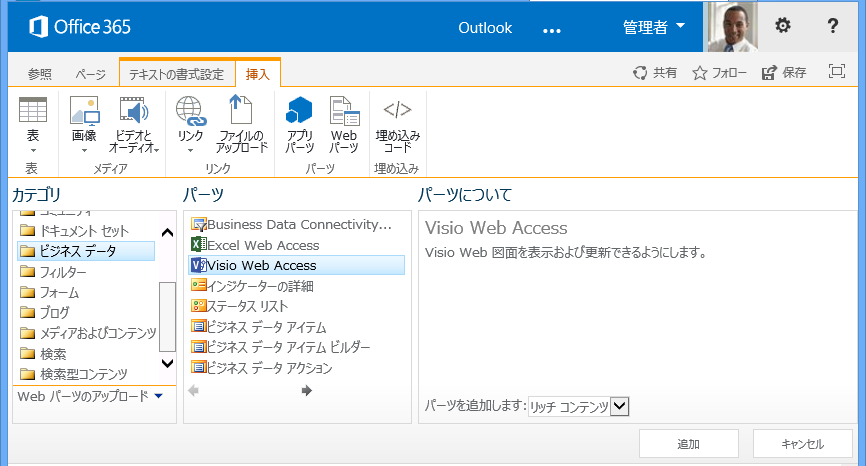 Office 365
Outlook
...
管理者
?
参照
ページ
テキストの書式設定
挿入
共有
フォロー
保存
表
画像
ビデオと
オーディオ
リンク
ファイルの
アップロード
アプリ
パーツ
Web
パーツ
埋め込み
コード
表
メディア
リンク
パーツ
埋め込み
カテゴリ
コミュニティ
ドキュメント セット
ビジネス データ
フィルター
フォーム
ブログ
メディアおよびコンテンツ
検索
検索型コンテンツ
Web パーツのアップロード
パーツ
Business Data Connectivity...
Excel Web Access
Visio Web Access
インジケーターの詳細
ステータス リスト
ビジネス データ アイテム
ビジネス データ アイテム ビルダー
ビジネス データ アクション
パーツについて
Visio Web Access
Visio Web 図面を表示および更新できるようにします。
パーツを追加します: リッチ コンテンツ
追加
キャンセル